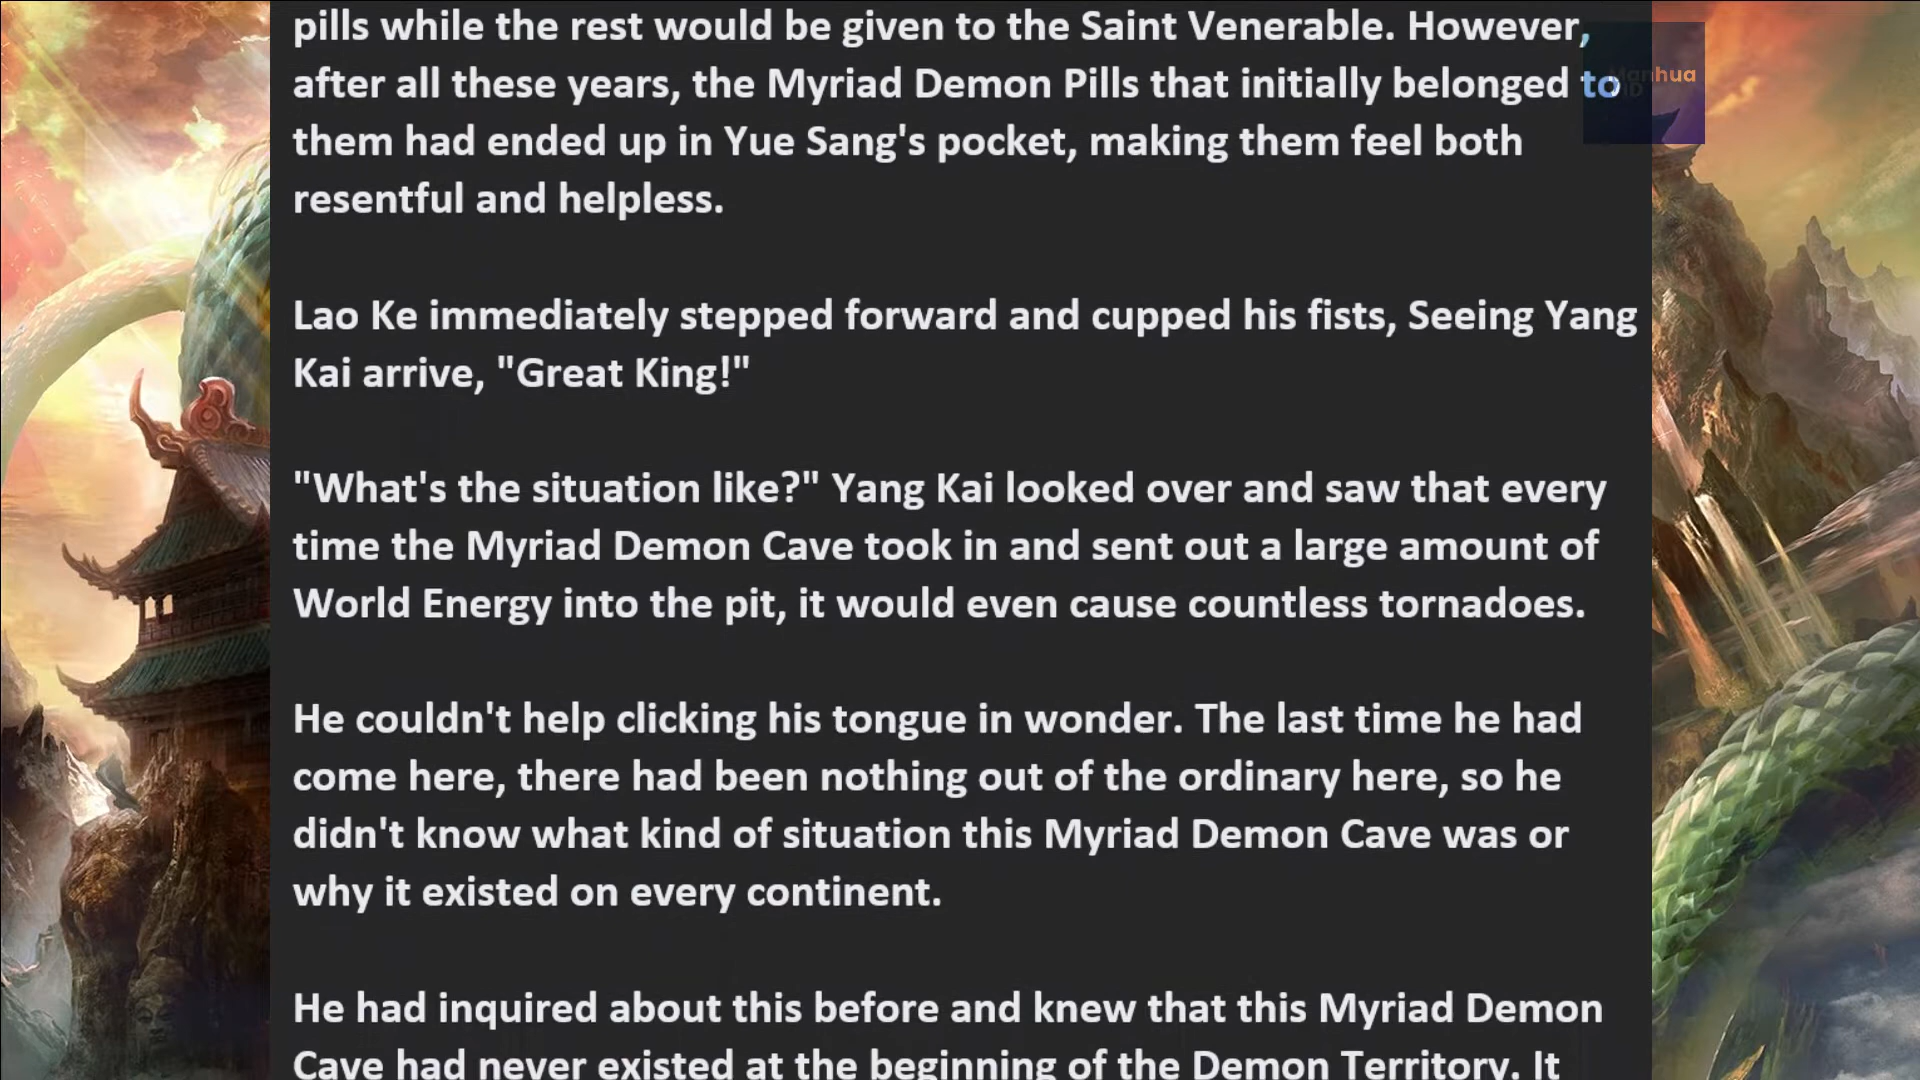 pills while the rest would be given to the Saint Venerable. However,
after all these years, the Myriad Demon Pills that initially belonged to
them had ended up in Yue Sang's pocket, making them feel both
resentful and helpless.
Lao Ke immediately stepped forward and cupped his fists, Seeing Yang
Kai arrive, "Great King!"
"What's the situation like?" Yang Kai looked over and saw that every
time the Myriad Demon Cave took in and sent out a large amount of
World Energy into the pit, it would even cause countless tornadoes.
He couldn't help clicking his tongue in wonder. The last time he had
come here, there had been nothing out of the ordinary here, so he
didn't know what kind of situation this Myriad Demon Cave was or
why it existed on every continent.
He had inquired about this before and knew that this Myriad Demon
Cave had never existed at the beginning of the Demon Territory. It
Manhua